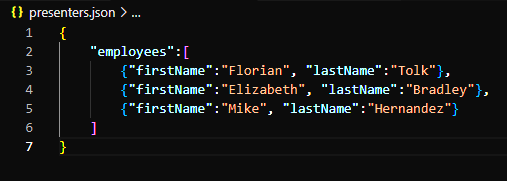 {} presenters.json > ...
1 {
2     "employees":[
3         {"firstName":"Florian", "lastName":"Tolk"},
4         {"firstName":"Elizabeth", "lastName":"Bradley"},
5         {"firstName":"Mike", "lastName":"Hernandez"}
6     ]
7 }